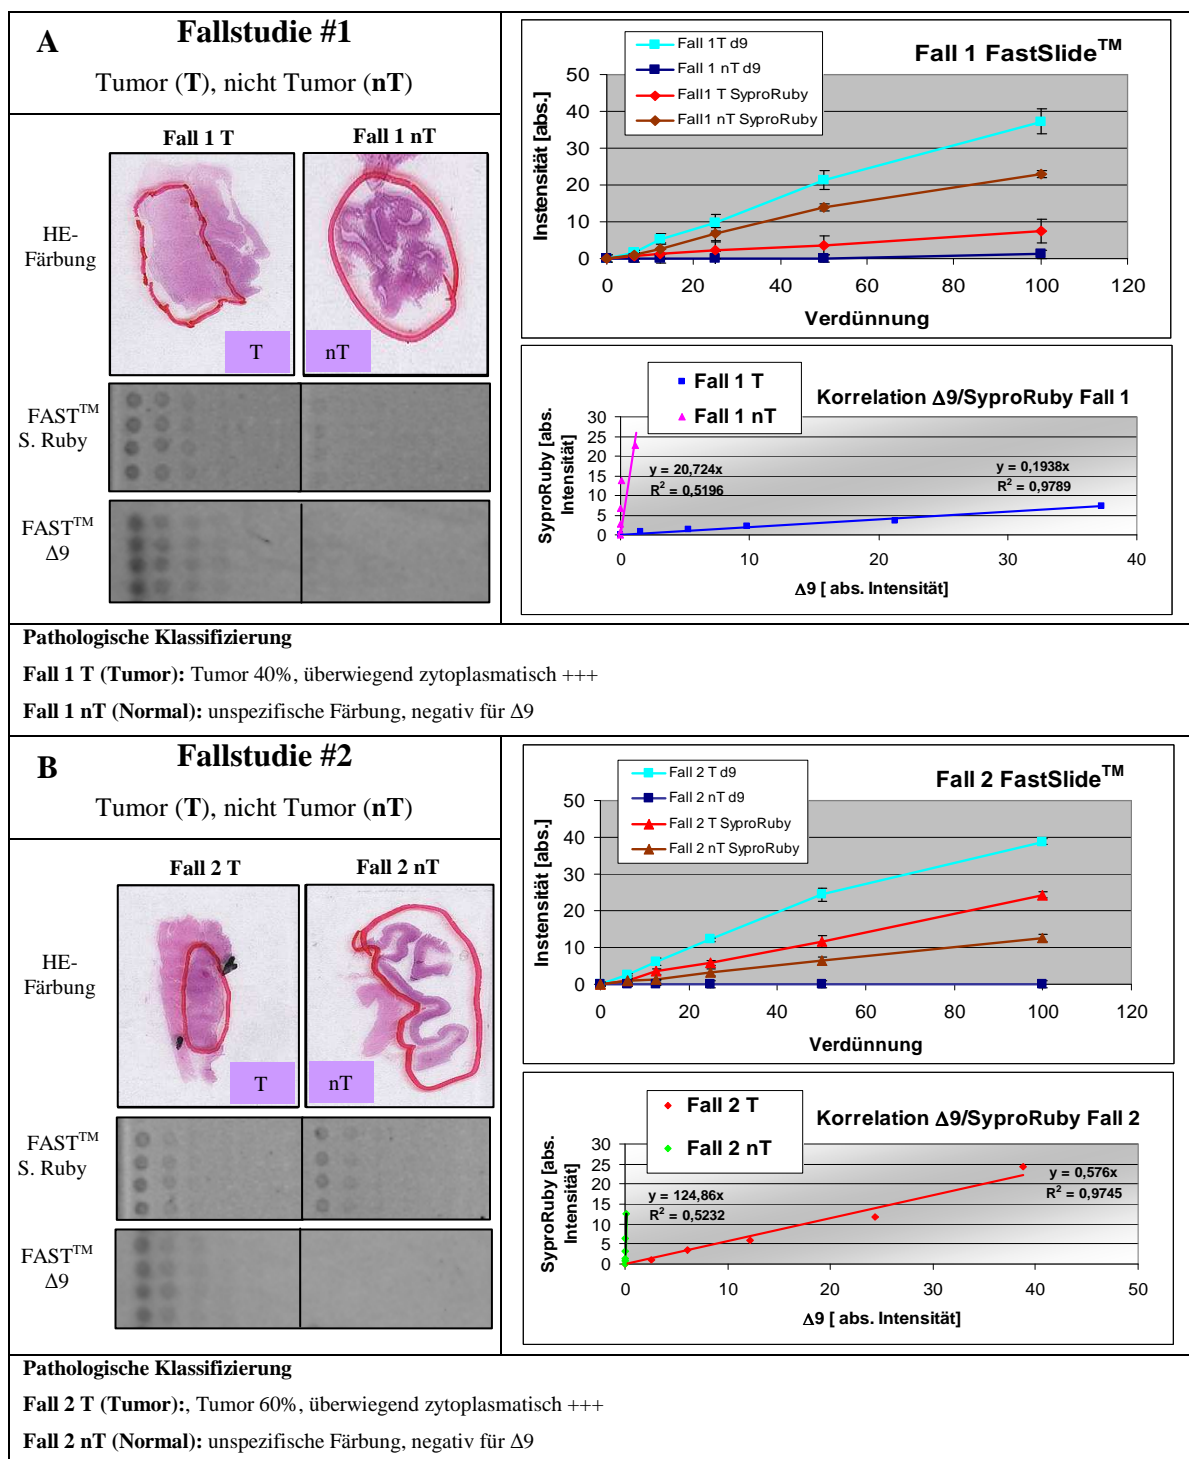 A
Fallstudie #1
Tumor (T), nicht Tumor (nT)
Fall 1 T
Fall 1 nT
HE-
Färbung
T
nT
FAST™
S. Ruby
FAST™
Δ9
Fall 1T d9
Fall 1 nT d9
Fall1 T SyproRuby
Fall1 nT SyproRuby
Fall 1 FastSlide™
Instensität [abs.]
50
40
30
20
10
0
0 20 40 60 80 100 120
Verdünnung
Fall 1 T
Fall 1 nT
Korrelation Δ9/SyproRuby Fall 1
SyproRuby [abs.
Intensität]
30
25
20
15
10
5
0
y = 20,724x
R² = 0,5196
y = 0,1938x
R² = 0,9789
0 10 20 30 40
Δ9 [ abs. Intensität]
Pathologische Klassifizierung
Fall 1 T (Tumor): Tumor 40%, überwiegend zytoplasmatisch +++
Fall 1 nT (Normal): unspezifische Färbung, negativ für Δ9
B
Fallstudie #2
Tumor (T), nicht Tumor (nT)
Fall 2 T
Fall 2 nT
HE-
Färbung
T
nT
FAST™
S. Ruby
FAST™
Δ9
Fall 2 T d9
Fall 2 nT d9
Fall 2 T SyproRuby
Fall 2 nT SyproRuby
Fall 2 FastSlide™
Instensität [abs.]
50
40
30
20
10
0
0 20 40 60 80 100 120
Verdünnung
Fall 2 T
Fall 2 nT
Korrelation Δ9/SyproRuby Fall 2
SyproRuby [abs.
Intensität]
30
25
20
15
10
5
0
y = 124,86x
R² = 0,5232
y = 0,576x
R² = 0,9745
0 10 20 30 40 50
Δ9 [ abs. Intensität]
Pathologische Klassifizierung
Fall 2 T (Tumor):, Tumor 60%, überwiegend zytoplasmatisch +++
Fall 2 nT (Normal): unspezifische Färbung, negativ für Δ9